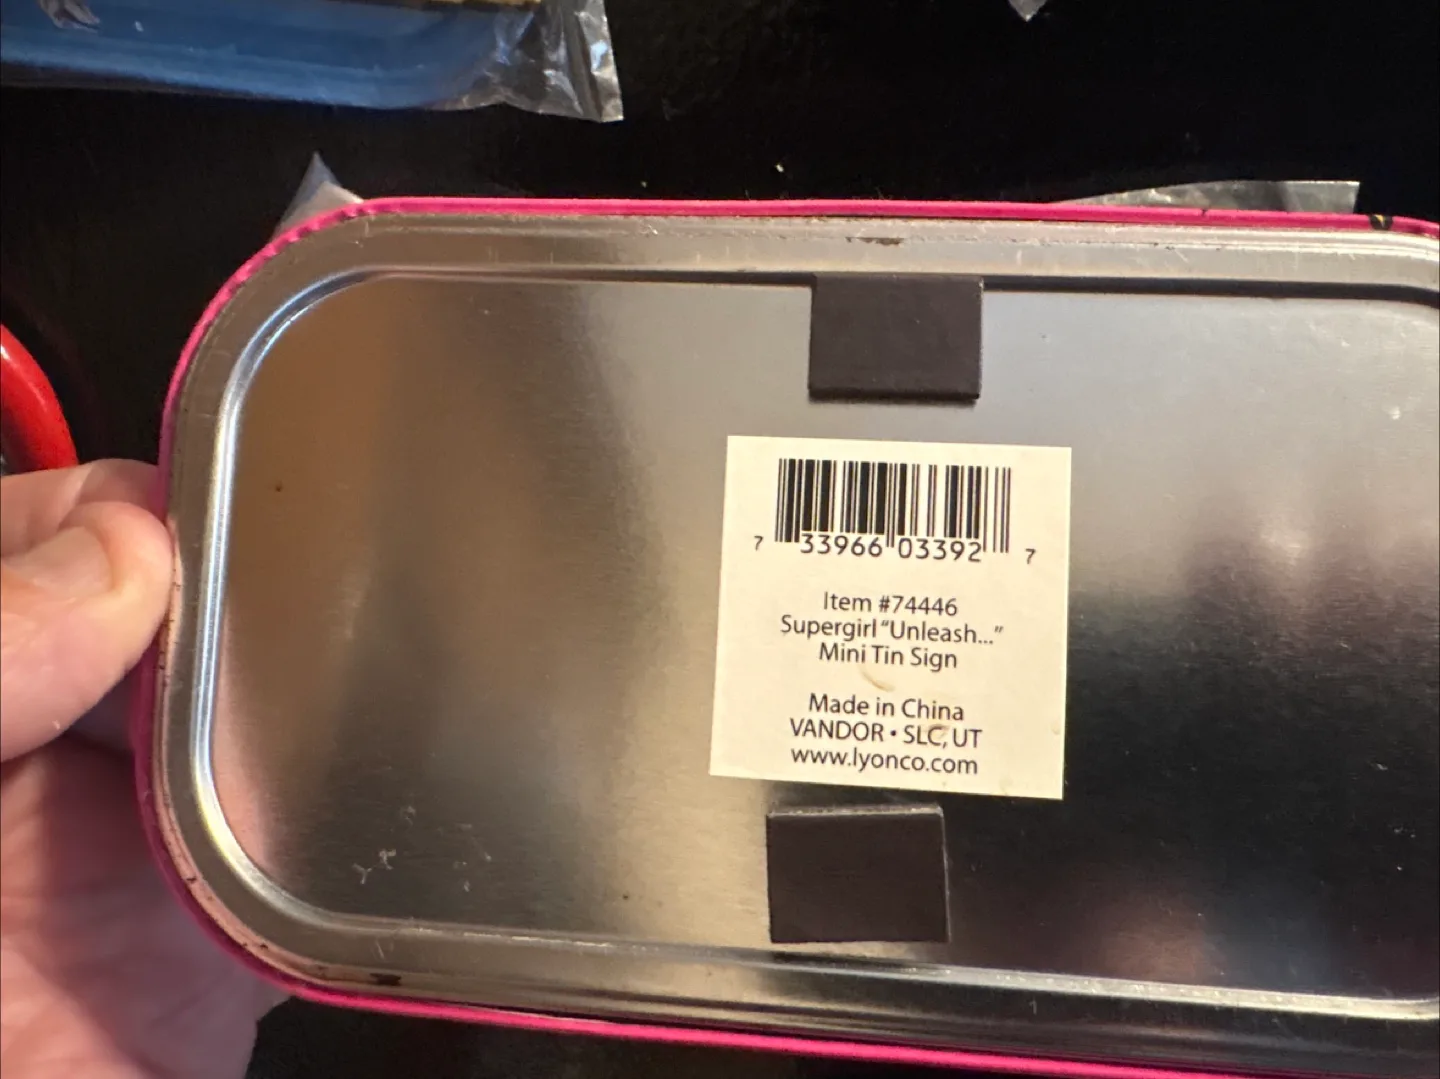 7 33966 03392 7
Item #74446
Supergirl “Unleash...”
Mini Tin Sign
Made in China
VANDOR • SLC, UT
www.lyonco.com